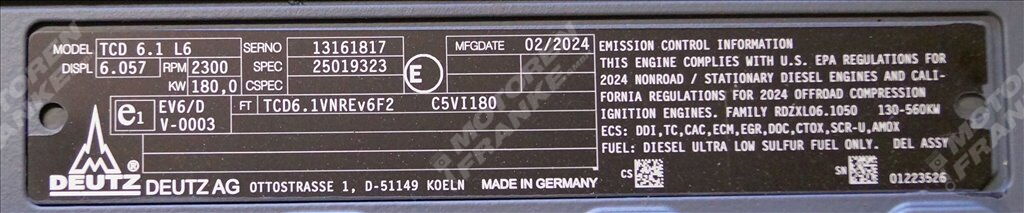 MODEL TCD 6.1 L6 SERNO 13161817 MFGDATE 02/2024
DISPL 6.057 RPM 2300 SPEC 25019323
KW 180,0 CSPEC
E
e1 EV6/D V-0003 FT TCD6.1VNREv6F2 C5VI180
DEUTZ ®
DEUTZ AG OTTOSTRASSE 1, D-51149 KOELN MADE IN GERMANY
EMISSION CONTROL INFORMATION
THIS ENGINE COMPLIES WITH U.S. EPA REGULATIONS FOR
2024 NONROAD / STATIONARY DIESEL ENGINES AND CALI-
FORNIA REGULATIONS FOR 2024 OFFROAD COMPRESSION
IGNITION ENGINES. FAMILY RDZXL06.1050 130-560KW
ECS: DDI,TC,CAC,ECM,EGR,DOC,CTOX,SCR-U,AMOX
FUEL: DIESEL ULTRA LOW SULFUR FUEL ONLY. DEL ASSY
CS SN 01223526
MOTOREN FRANKEN